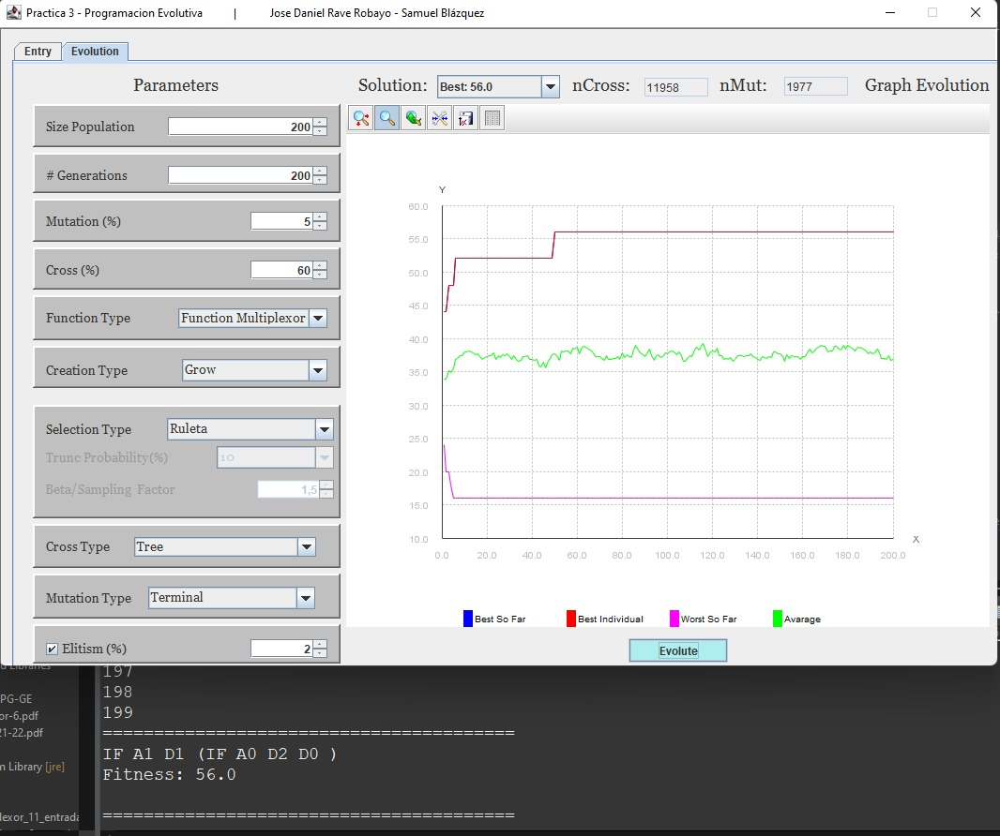 Practica 3 - Programacion Evolutiva | Jose Daniel Rave Robayo - Samuel Blázquez
Entry Evolution
Parameters
Solution: Best: 56.0 nCross: 11958 nMut: 1977 Graph Evolution
Size Population 200
# Generations 200
Mutation (%) 5
Cross (%) 60
Function Type Function Multiplexor
Creation Type Grow
Selection Type Ruleta
Trunc Probability(%) 10
Beta/Sampling Factor 1,5
Cross Type Tree
Mutation Type Terminal
Elitism (%) 2
Y
60.0
55.0
50.0
45.0
40.0
35.0
30.0
25.0
20.0
15.0
10.0
X
0.0 20.0 40.0 60.0 80.0 100.0 120.0 140.0 160.0 180.0 200.0
Best So Far Best Individual Worst So Far Avarage
Evolute
d Libraries
PG-GE
or-6.pdf
21-22.pdf
m Library [jre]
lexor_11_entrada
197
198
199
========================================
IF A1 D1 (IF A0 D2 D0 )
Fitness: 56.0
========================================